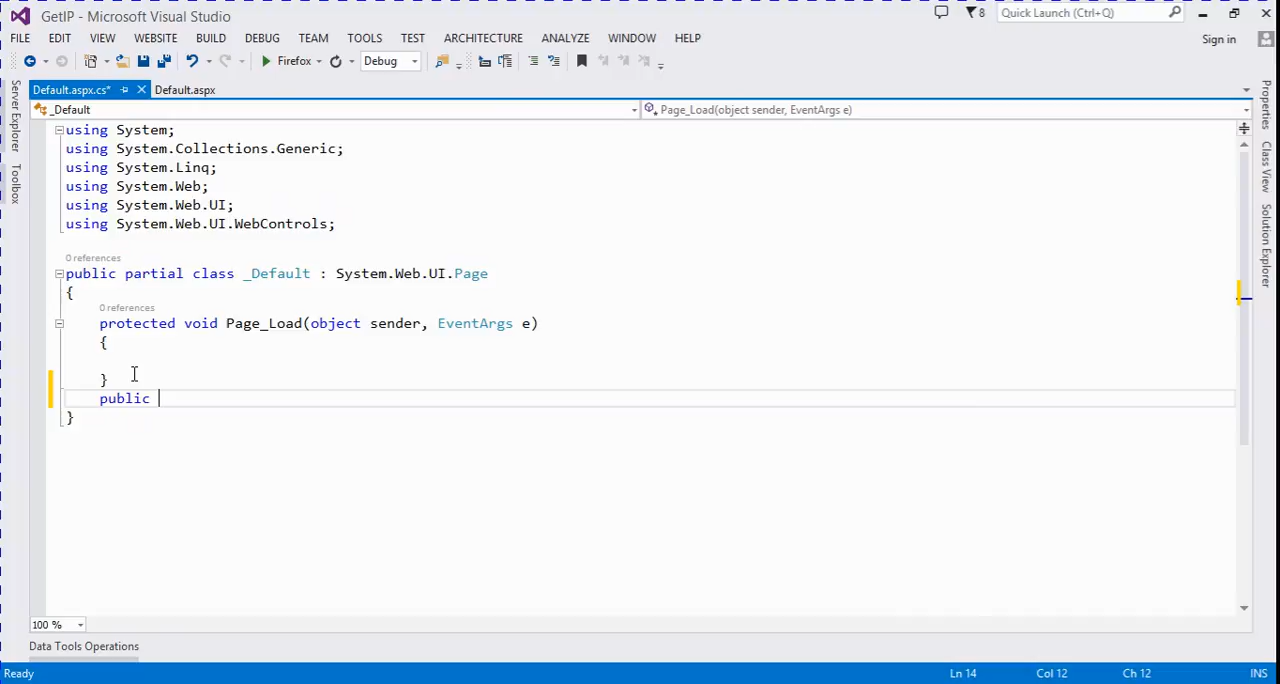 GetIP - Microsoft Visual Studio
8
Quick Launch (Ctrl+Q)
FILE EDIT VIEW WEBSITE BUILD DEBUG TEAM TOOLS TEST ARCHITECTURE ANALYZE WINDOW HELP
Sign in
Firefox
Debug
Default.aspx.cs*
Default.aspx
_Default
Page_Load(object sender, EventArgs e)
Server Explorer
Toolbox
using System;
using System.Collections.Generic;
using System.Linq;
using System.Web;
using System.Web.UI;
using System.Web.UI.WebControls;
0 references
public partial class _Default : System.Web.UI.Page
{
0 references
protected void Page_Load(object sender, EventArgs e)
{
}
public
}
Properties
Class View
Solution Explorer
100 %
Data Tools Operations
Ready
Ln 14
Col 12
Ch 12
INS